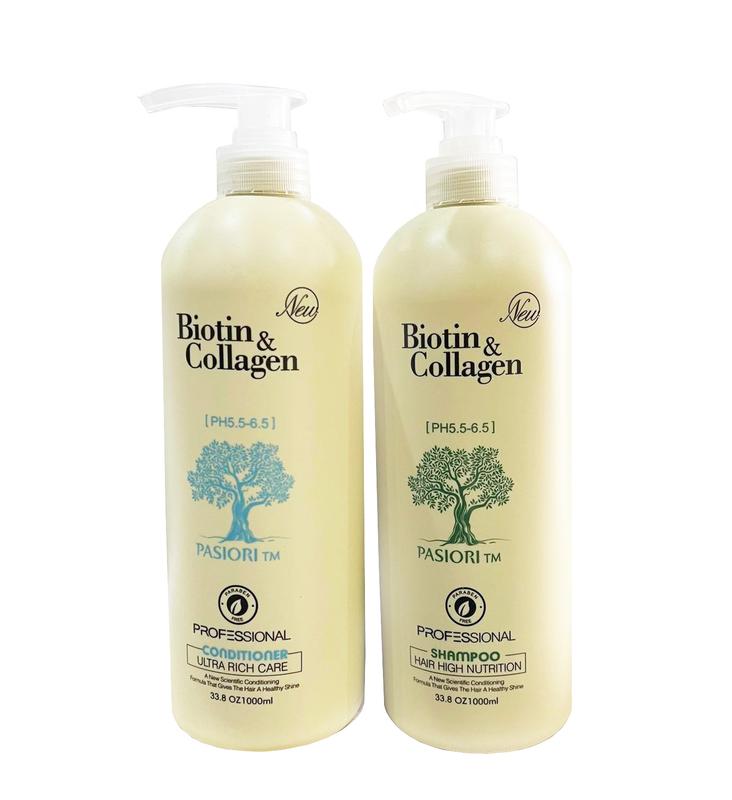 New
Biotin &
Collagen
[PH5.5-6.5]
PASIORI TM
PARABEN
FREE
PROFESSIONAL
CONDITIONER
ULTRA RICH CARE
A New Scientific Conditioning
Formula That Gives The Hair A Healthy Shine
33.8 OZ1000ml
New
Biotin &
Collagen
[PH5.5-6.5]
PASIORI TM
PARABEN
FREE
PROFESSIONAL
SHAMPOO
HAIR HIGH NUTRITION
A New Scientific Conditioning
Formula That Gives The Hair A Healthy Shine
33.8 OZ1000ml